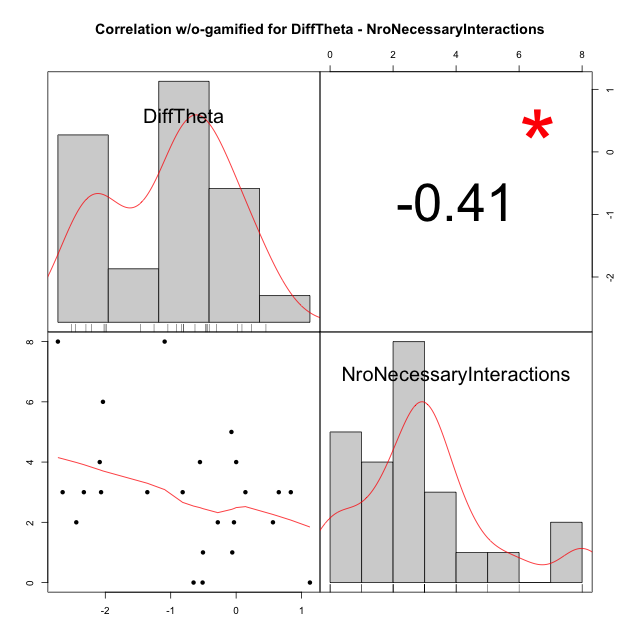 Correlation w/o-gamified for DiffTheta - NroNecessaryInteractions
0 2 4 6 8
DiffTheta
*
-0.41
1
0
-1
-2
8
6
4
2
0
NroNecessaryInteractions
-2 -1 0 1